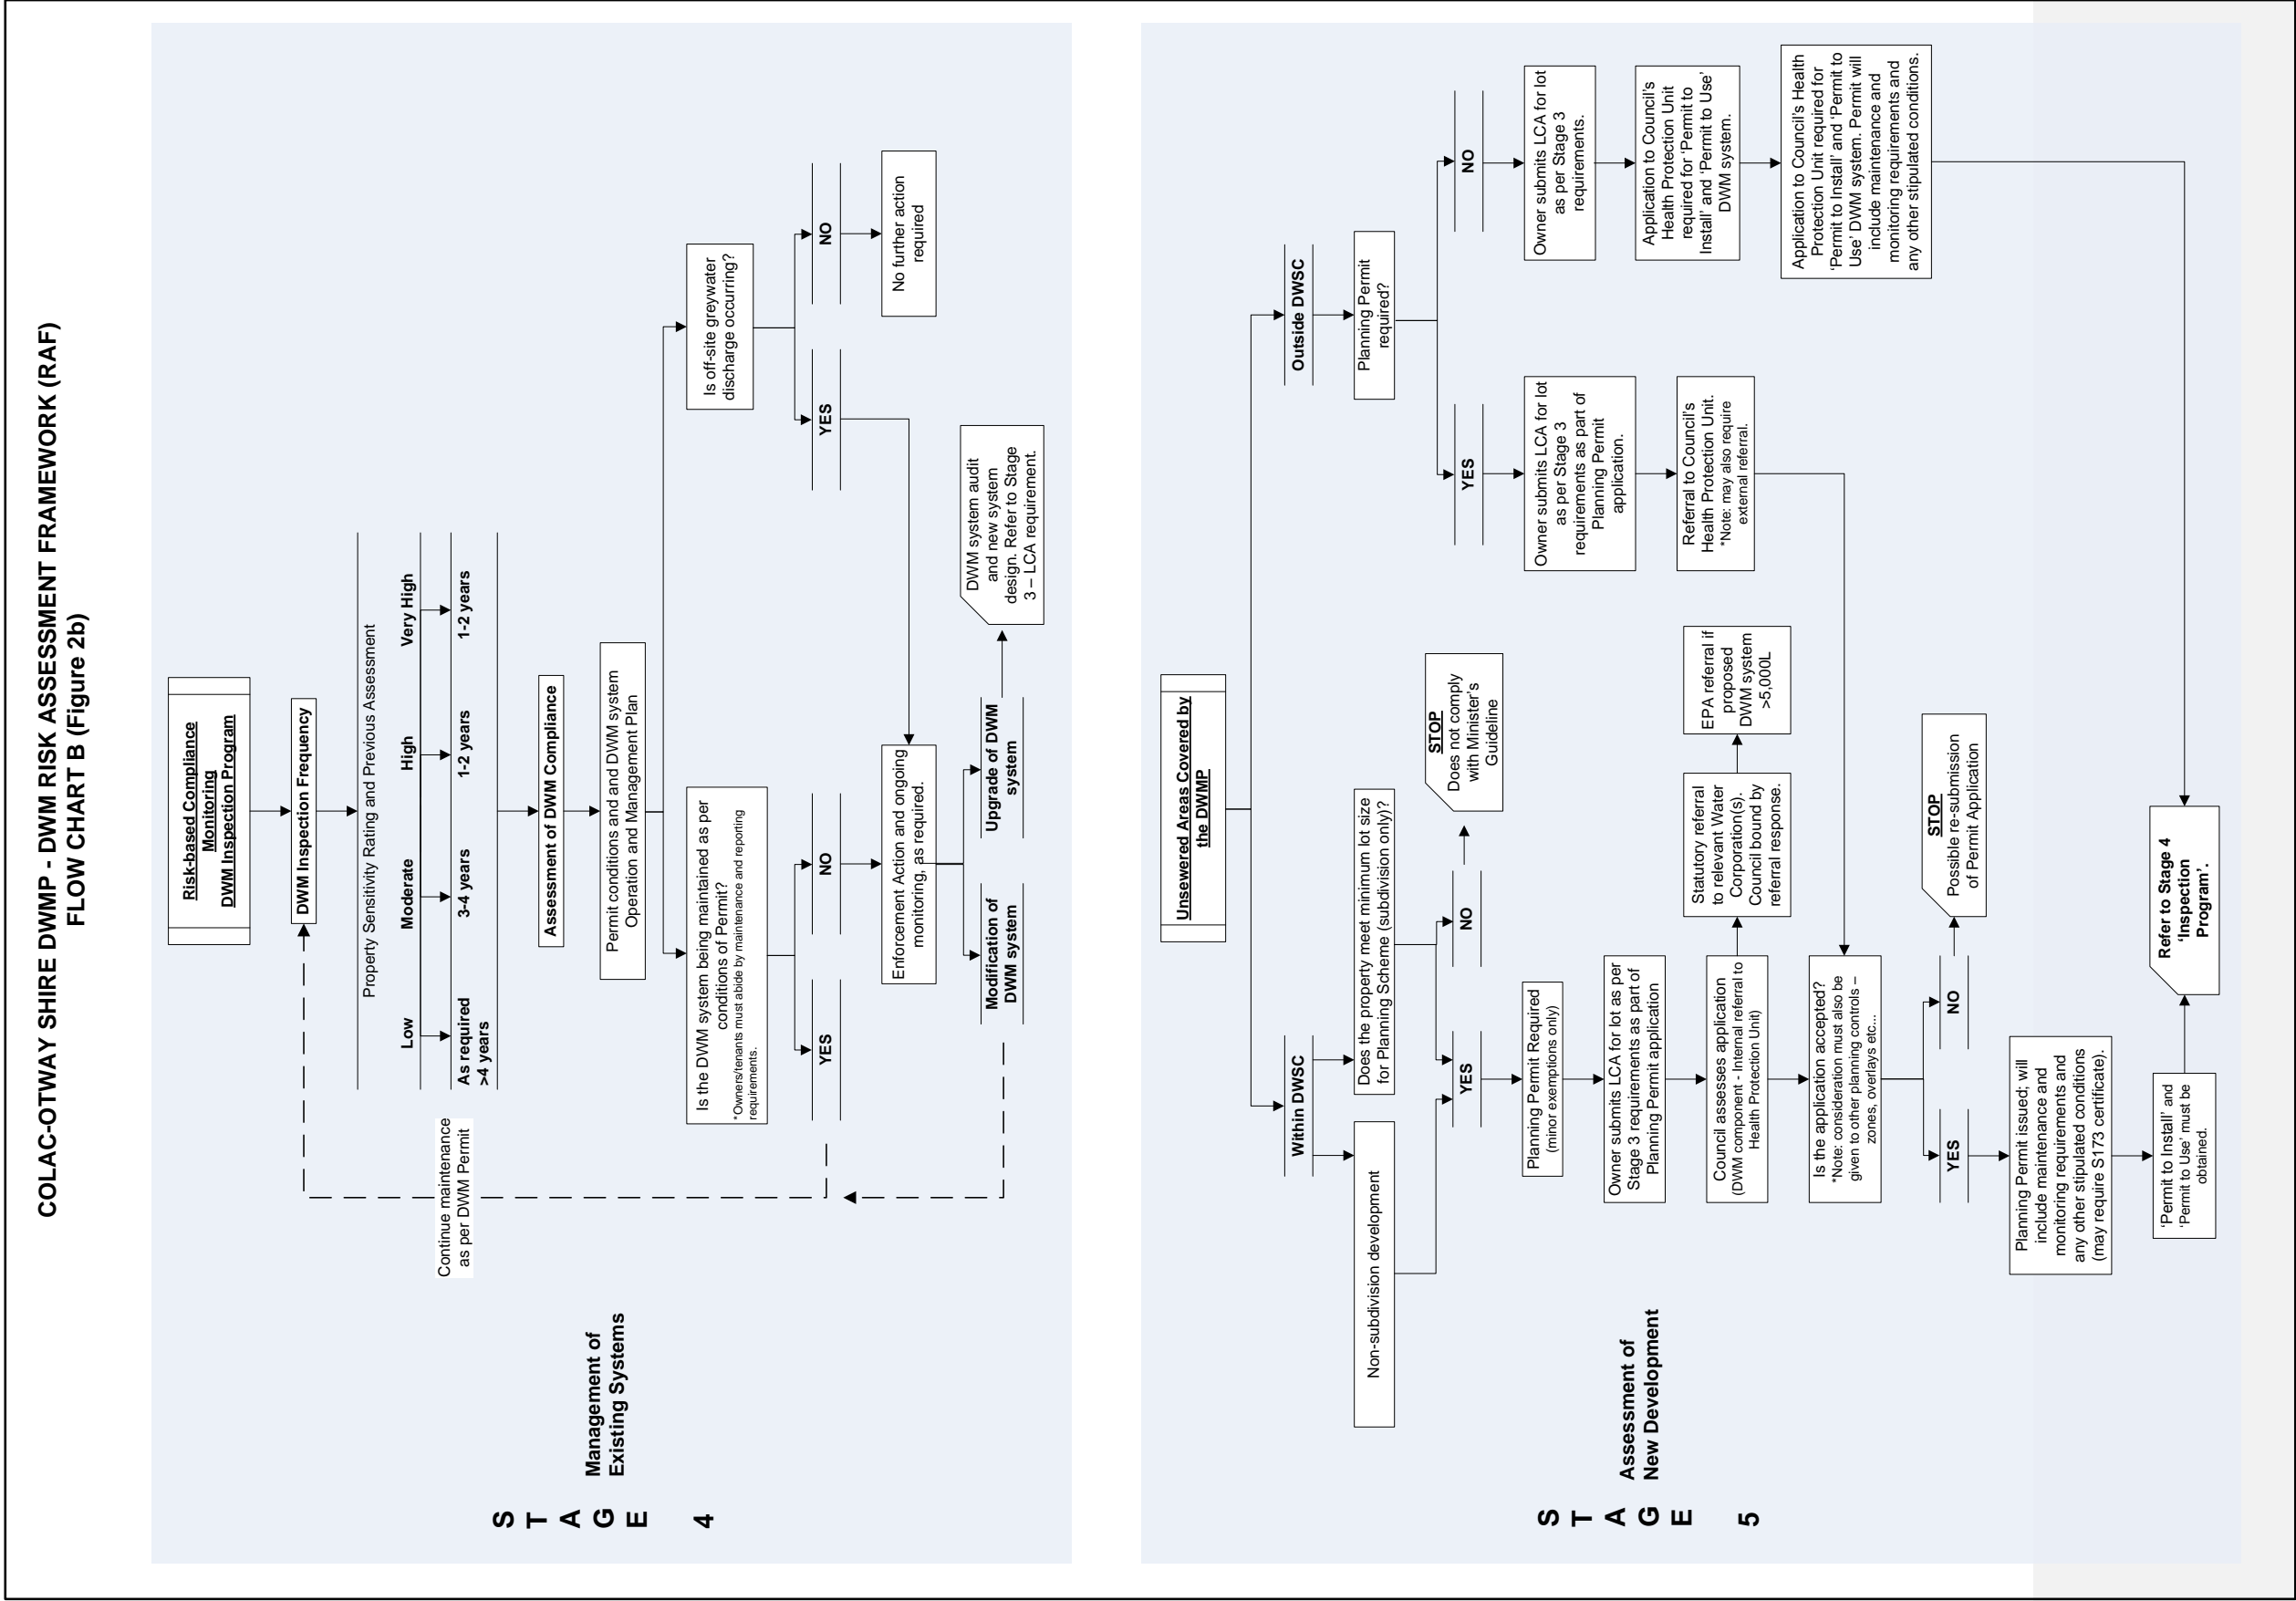 COLAC-OTWAY SHIRE DWMP - DWM RISK ASSESSMENT FRAMEWORK (RAF)
FLOW CHART B (Figure 2b)
S
T
A
G
E
4
Management of
Existing Systems
Risk-based Compliance
Monitoring
DWM Inspection Program
DWM Inspection Frequency
Property Sensitivity Rating and Previous Assessment
Low
Moderate
High
Very High
As required
>4 years
3-4 years
1-2 years
1-2 years
Continue maintenance
as per DWM Permit
Assessment of DWM Compliance
Permit conditions and and DWM system
Operation and Management Plan
Is the DWM system being maintained as per
conditions of Permit?
*Owners/tenants must abide by maintenance and reporting
requirements.
Is off-site greywater
discharge occurring?
YES
NO
YES
NO
Enforcement Action and ongoing
monitoring, as required.
No further action
required
Modification of
DWM system
Upgrade of DWM
system
DWM system audit
and new system
design. Refer to Stage
3 – LCA requirement.
S
T
A
G
E
5
Assessment of
New Development
Unsewered Areas Covered by
the DWMP
Within DWSC
Outside DWSC
Non-subdivision development
Does the property meet minimum lot size
for Planning Scheme (subdivision only)?
Planning Permit
required?
YES
NO
STOP
Does not comply
with Minister's
Guideline
YES
NO
Planning Permit Required
(minor exemptions only)
Owner submits LCA for lot
as per Stage 3
requirements as part of
Planning Permit
application.
Owner submits LCA for lot
as per Stage 3
requirements.
Owner submits LCA for lot as per
Stage 3 requirements as part of
Planning Permit application
Referral to Council's
Health Protection Unit.
*Note: may also require
external referral.
Application to Council's
Health Protection Unit
required for 'Permit to
Install' and 'Permit to Use'
DWM system.
Council assesses application
(DWM component - Internal referral to
Health Protection Unit)
Statutory referral
to relevant Water
Corporation(s).
Council bound by
referral response.
EPA referral if
proposed
DWM system
>5,000L
Application to Council's Health
Protection Unit required for
'Permit to Install' and 'Permit to
Use' DWM system. Permit will
include maintenance and
monitoring requirements and
any other stipulated conditions.
Is the application accepted?
*Note: consideration must also be
given to other planning controls –
zones, overlays etc...
YES
NO
STOP
Possible re-submission
of Permit Application
Planning Permit issued; will
include maintenance and
monitoring requirements and
any other stipulated conditions
(may require S173 certificate).
'Permit to Install' and
'Permit to Use' must be
obtained.
Refer to Stage 4
'Inspection
Program'.